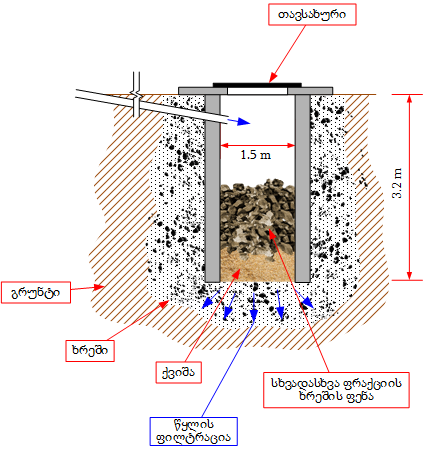 თავსახური
1.5 m
3.2 m
გრუნტი
ხრეში
ქვიშა
სხვადასხვა ფრაქციის
ხრეშის ფენა
წყლის
ფილტრაცია